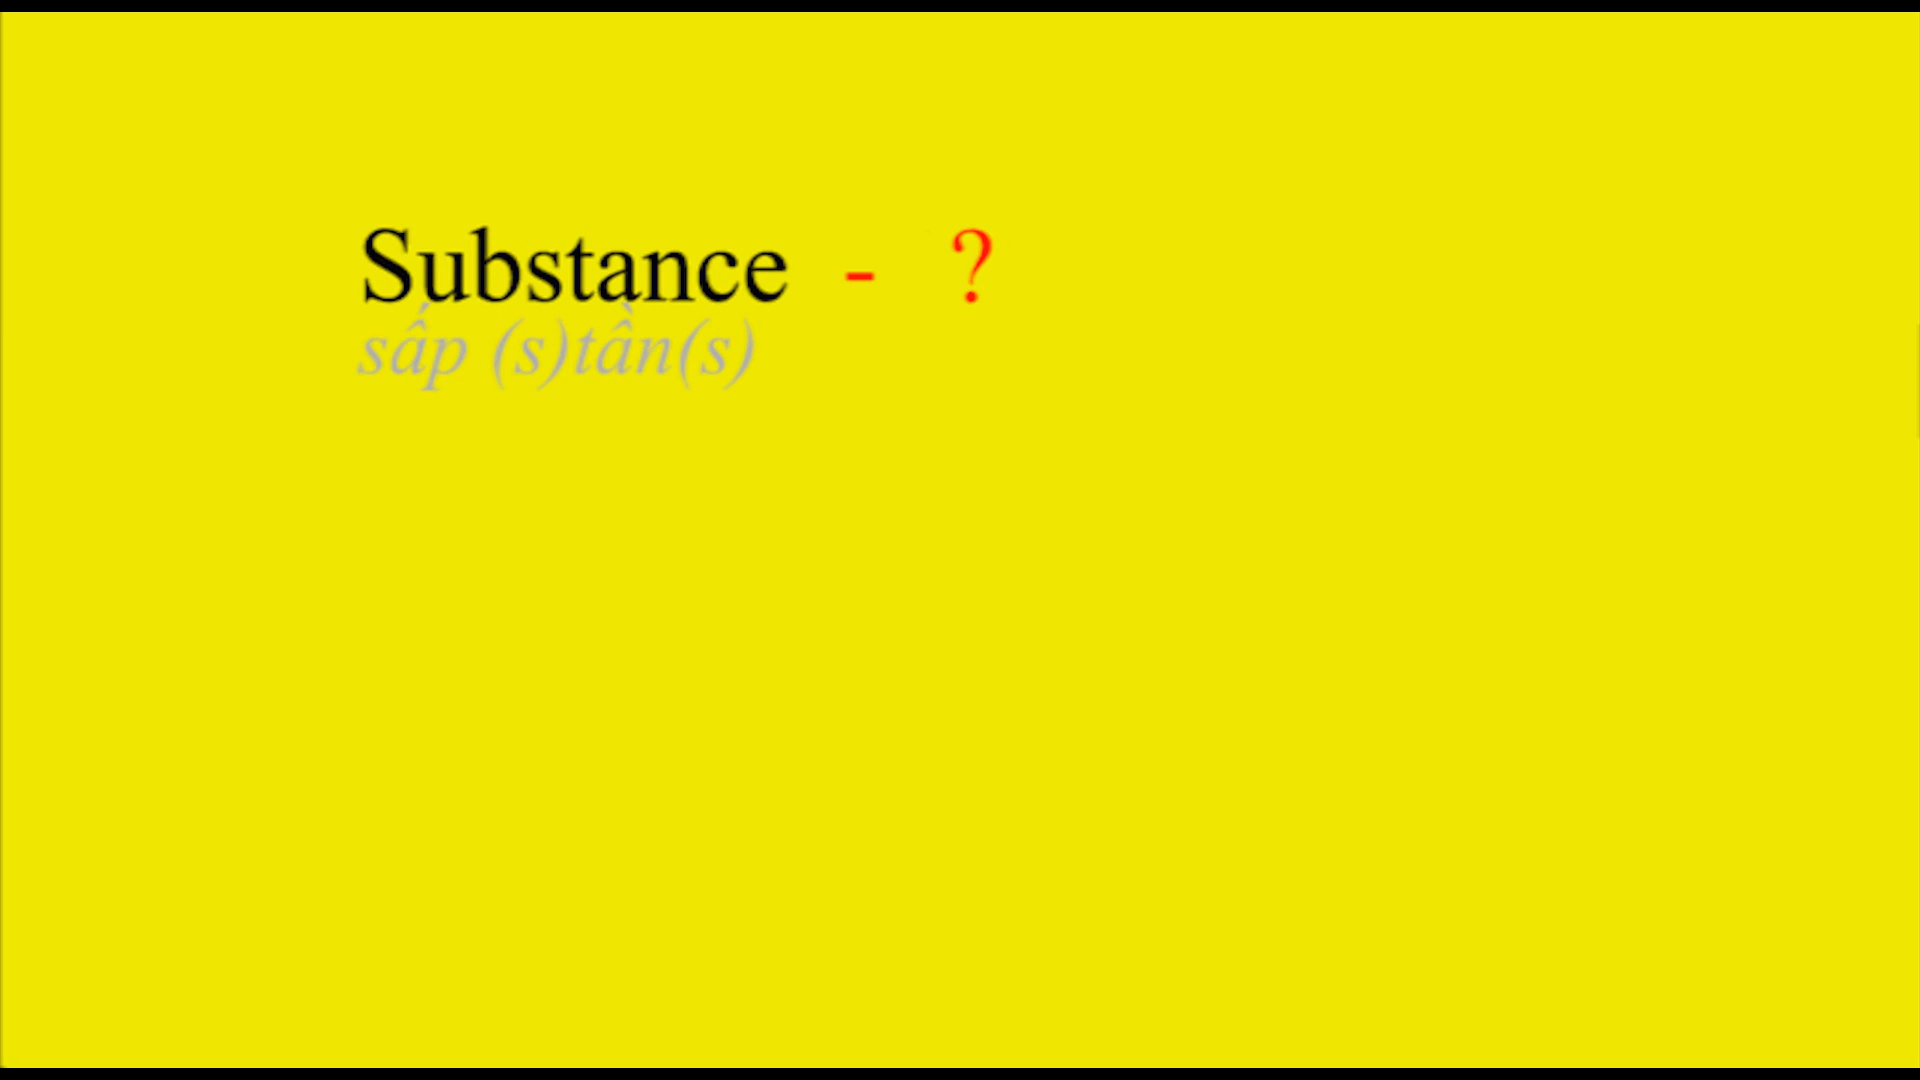 Substance - ?
sấp (s)tần(s)